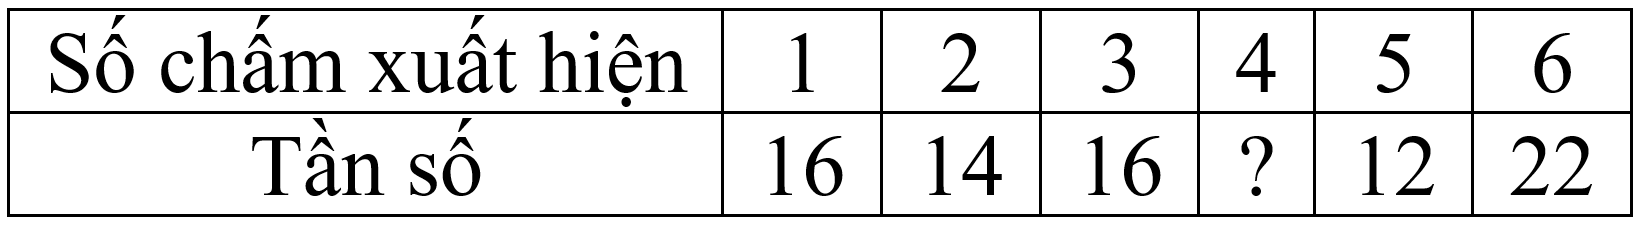 Số chấm xuất hiện 1 2 3 4 5 6
Tần số 16 14 16 ? 12 22